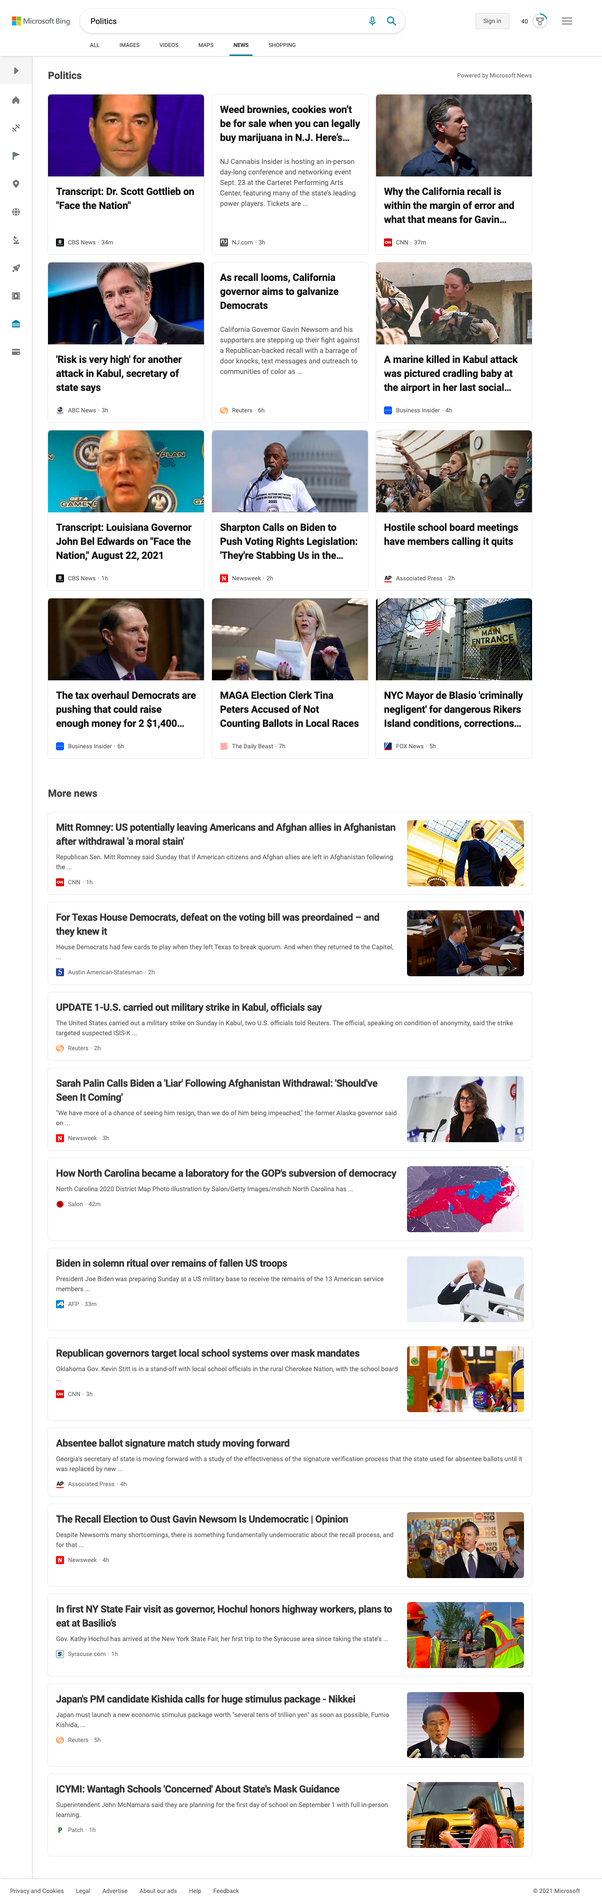 Microsoft Bing
Politics
Sign in
40
ALL
IMAGES
VIDEOS
MAPS
NEWS
SHOPPING
Politics
Powered by Microsoft News
Transcript: Dr. Scott Gottlieb on
"Face the Nation"
CBS News · 34m
Weed brownies, cookies won't
be for sale when you can legally
buy marijuana in N.J. Here's...
NJ Cannabis Insider is hosting an in-person
day-long conference and networking event
Sept. 23 at the Carteret Performing Arts
Center, featuring many of the state's leading
power players. Tickets are ...
NJ.com · 3h
Why the California recall is
within the margin of error and
what that means for Gavin...
CNN · 37m
'Risk is very high' for another
attack in Kabul, secretary of
state says
ABC News · 3h
As recall looms, California
governor aims to galvanize
Democrats
California Governor Gavin Newsom and his
supporters are stepping up their fight against
a Republican-backed recall with a barrage of
door knocks, text messages and outreach to
communities of color as ...
Reuters · 6h
A marine killed in Kabul attack
was pictured cradling baby at
the airport in her last social...
Business Insider · 4h
Transcript: Louisiana Governor
John Bel Edwards on "Face the
Nation," August 22, 2021
CBS News · 1h
Sharpton Calls on Biden to
Push Voting Rights Legislation:
'They're Stabbing Us in the...
Newsweek · 2h
Hostile school board meetings
have members calling it quits
AP
Associated Press · 2h
MAIN
ENTRANCE
The tax overhaul Democrats are
pushing that could raise
enough money for 2 $1,400...
Business Insider · 6h
MAGA Election Clerk Tina
Peters Accused of Not
Counting Ballots in Local Races
The Daily Beast · 7h
NYC Mayor de Blasio 'criminally
negligent' for dangerous Rikers
Island conditions, corrections...
FOX News · 5h
More news
Mitt Romney: US potentially leaving Americans and Afghan allies in Afghanistan
after withdrawal 'a moral stain'
Republican Sen. Mitt Romney said Sunday that if American citizens and Afghan allies are left in Afghanistan following
the ...
CNN · 1h
For Texas House Democrats, defeat on the voting bill was preordained – and
they knew it
House Democrats had few cards to play when they left Texas to break quorum. And when they returned to the Capitol,
...
Austin American-Statesman · 2h
UPDATE 1-U.S. carried out military strike in Kabul, officials say
The United States carried out a military strike on Sunday in Kabul, two U.S. officials told Reuters. The official, speaking on condition of anonymity, said the strike
targeted suspected ISIS-K ...
Reuters · 2h
Sarah Palin Calls Biden a 'Liar' Following Afghanistan Withdrawal: 'Should've
Seen It Coming'
"We have more of a chance of seeing him resign, than we do of him being impeached," the former Alaska governor said
on ...
Newsweek · 3h
How North Carolina became a laboratory for the GOP's subversion of democracy
North Carolina 2020 District Map Photo illustration by Salon/Getty Images/mshch North Carolina has ...
Salon · 42m
Biden in solemn ritual over remains of fallen US troops
President Joe Biden was preparing Sunday at a US military base to receive the remains of the 13 American service
members ...
AFP · 33m
Republican governors target local school systems over mask mandates
Oklahoma Gov. Kevin Stitt is in a stand-off with local school officials in the rural Cherokee Nation, with the school board
...
CNN · 3h
Absentee ballot signature match study moving forward
Georgia's secretary of state is moving forward with a study of the effectiveness of the signature verification process that the state used for absentee ballots until it
was replaced by new ...
AP
Associated Press · 4h
The Recall Election to Oust Gavin Newsom Is Undemocratic | Opinion
Despite Newsom's many shortcomings, there is something fundamentally undemocratic about the recall process, and
for that ...
Newsweek · 4h
In first NY State Fair visit as governor, Hochul honors highway workers, plans to
eat at Basilio's
Gov. Kathy Hochul has arrived at the New York State Fair, her first trip to the Syracuse area since taking the state's ...
Syracuse.com · 1h
Japan's PM candidate Kishida calls for huge stimulus package - Nikkei
Japan must launch a new economic stimulus package worth "several tens of trillion yen" as soon as possible, Fumio
Kishida, ...
Reuters · 5h
ICYMI: Wantagh Schools 'Concerned' About State's Mask Guidance
Superintendent John McNamara said they are planning for the first day of school on September 1 with full in-person
learning.
Patch · 1h
Privacy and Cookies
Legal
Advertise
About our ads
Help
Feedback
© 2021 Microsoft